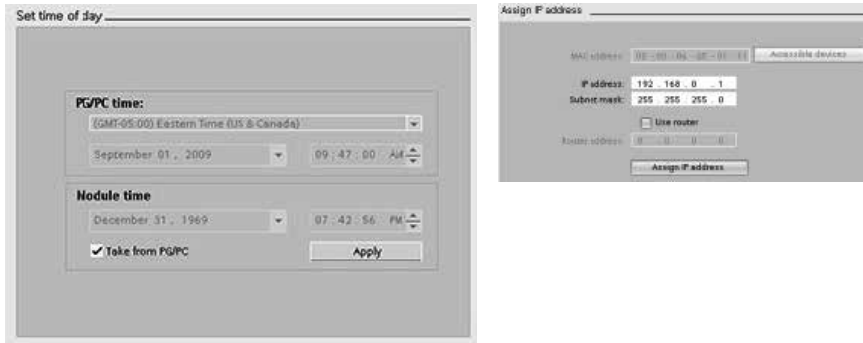 Set time of day
PG/PC time:
(GMT-05:00) Eastern Time (US & Canada)
September 01 , 2009
09 : 47 : 00 AM
Nodule time
December 31 , 1969
07 : 42 : 56 PM
Take from PG/PC
Apply
Assign IP address
MAC address:
Accessible devices
IP address: 192 . 168 . 0 . 1
Subnet mask: 255 . 255 . 255 . 0
Use router
Router address: 0 . 0 . 0 . 0
Assign IP address